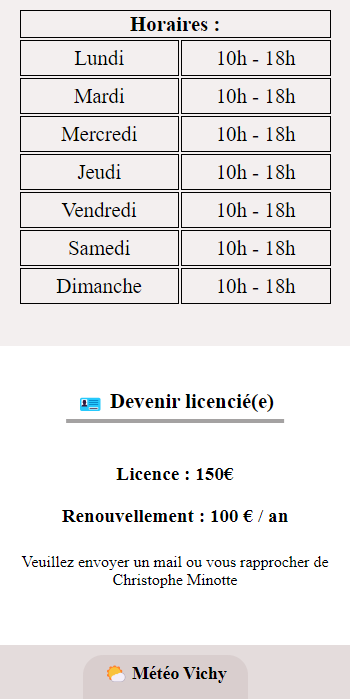 Horaires :
Lundi 10h - 18h
Mardi 10h - 18h
Mercredi 10h - 18h
Jeudi 10h - 18h
Vendredi 10h - 18h
Samedi 10h - 18h
Dimanche 10h - 18h
Devenir licencié(e)
Licence : 150€
Renouvellement : 100 € / an
Veuillez envoyer un mail ou vous rapprocher de
Christophe Minotte
Météo Vichy